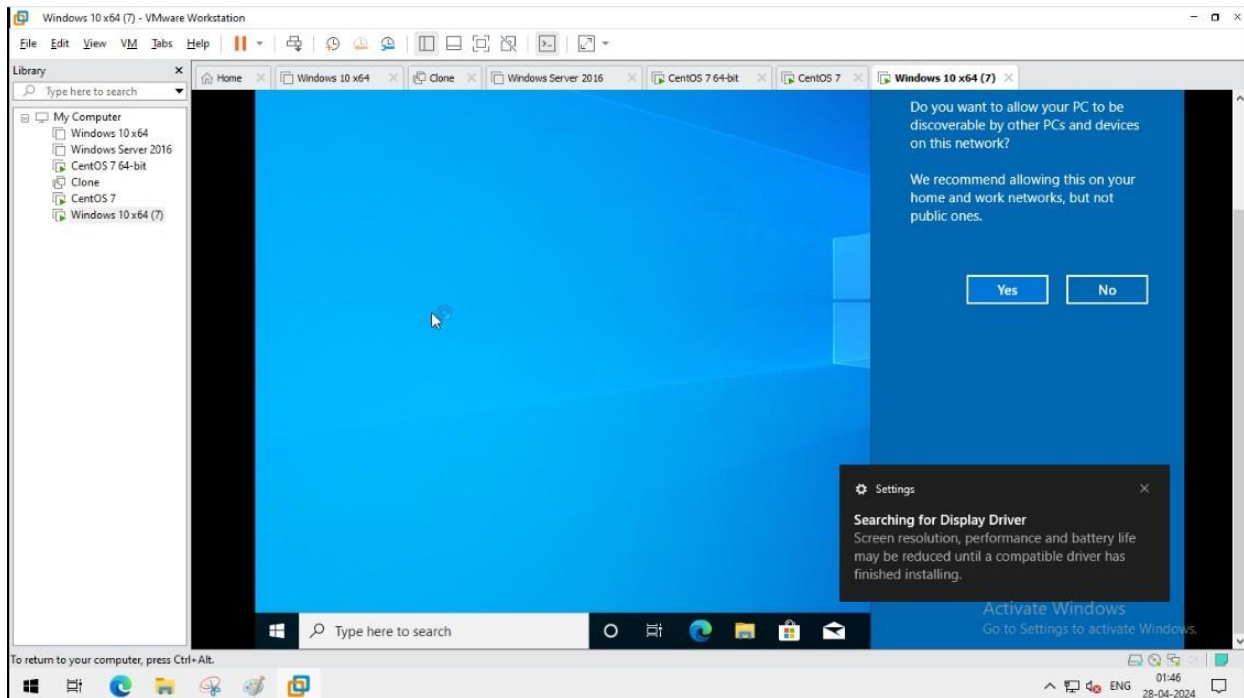 Windows 10 x64 (7) - VMware Workstation
File Edit View VM Tabs Help
Library
Type here to search
My Computer
Windows 10 x64
Windows Server 2016
CentOS 7 64-bit
Clone
CentOS 7
Windows 10 x64 (7)
Home Windows 10 x64 Clone Windows Server 2016 CentOS 7 64-bit CentOS 7 Windows 10 x64 (7)
Do you want to allow your PC to be
discoverable by other PCs and devices
on this network?
We recommend allowing this on your
home and work networks, but not
public ones.
Yes No
Settings
Searching for Display Driver
Screen resolution, performance and battery life
may be reduced until a compatible driver has
finished installing.
Activate Windows
Go to Settings to activate Windows.
Type here to search
To return to your computer, press Ctrl+Alt.
ENG
01:46
28-04-2024